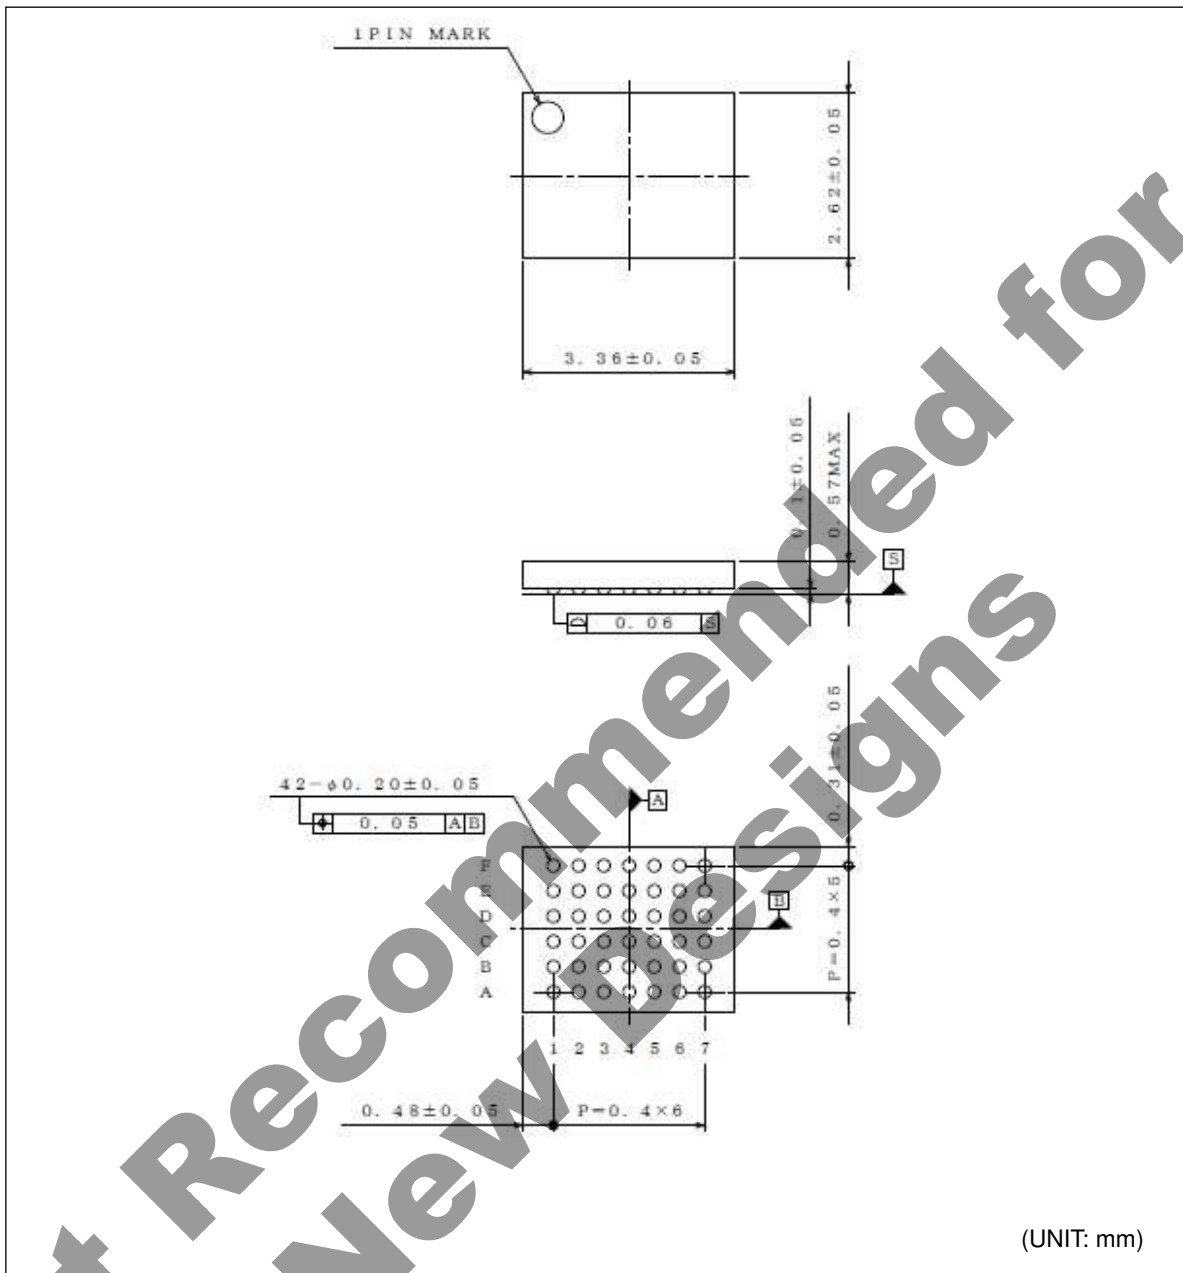 1PIN MARK
2. 62±0. 05
3. 36±0. 05
0. 1±0. 05
0. 57MAX
S
0. 06 S
0. 31±0. 05
42-φ0. 20±0. 05
A
0. 05 A B
F
E
B
D
P=0. 4×5
C
B
A
1 2 3 4 5 6 7
0. 48±0. 05
P=0. 4×6
(UNIT: mm)
t Recommended for
New Designs